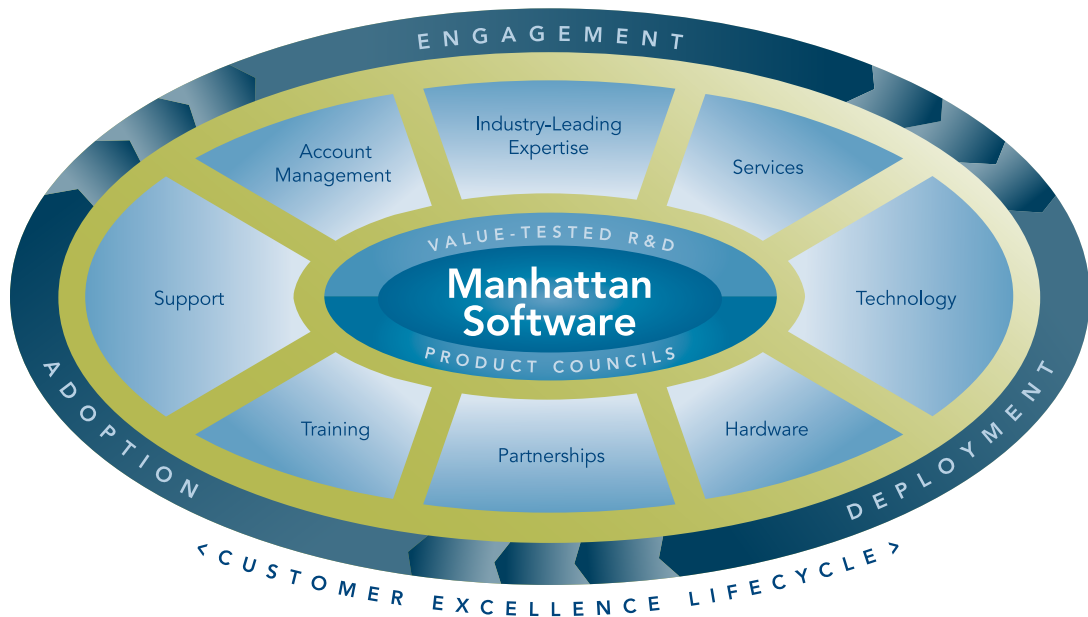 ENGAGEMENT
Industry-Leading
Expertise
Account
Management
Services
VALUE-TESTED R&D
Manhattan
Software
PRODUCT COUNCILS
Support
Technology
Training
Hardware
Partnerships
ADOPTION
DEPLOYMENT
<CUSTOMER EXCELLENCE LIFECYCLE>